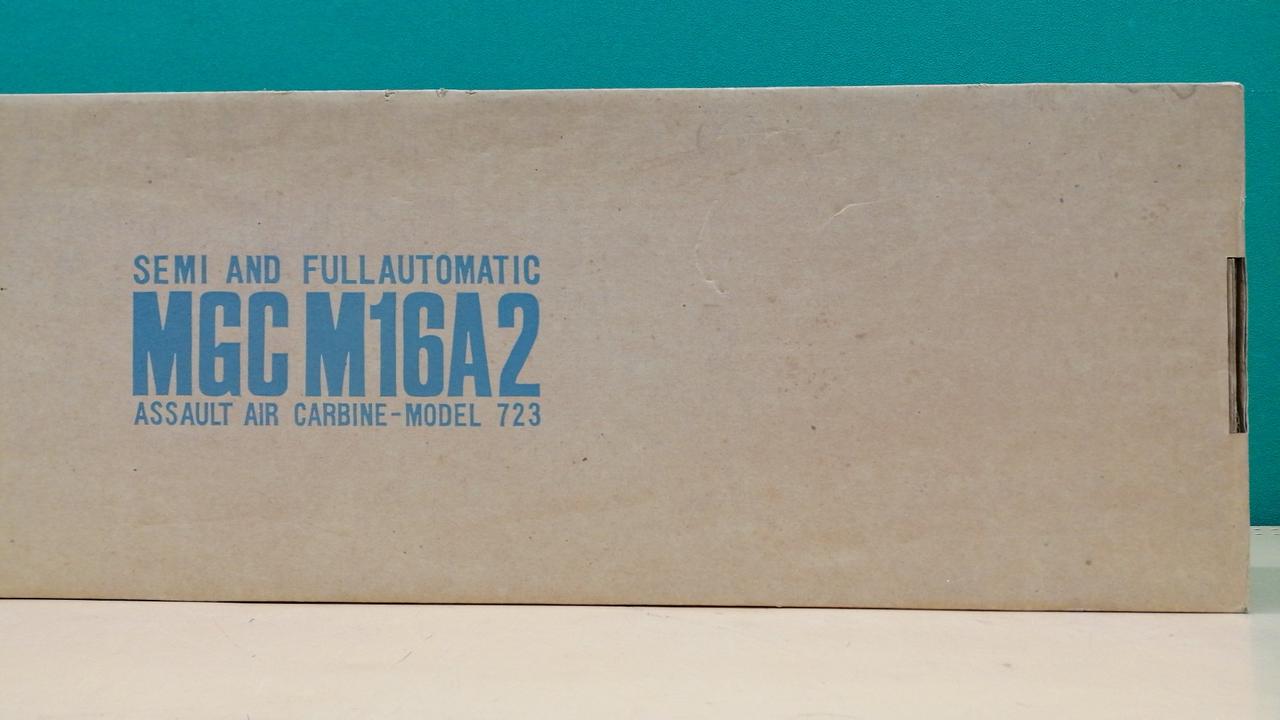 SEMI AND FULLAUTOMATIC
MGC M16A2
ASSAULT AIR CARBINE-MODEL 723